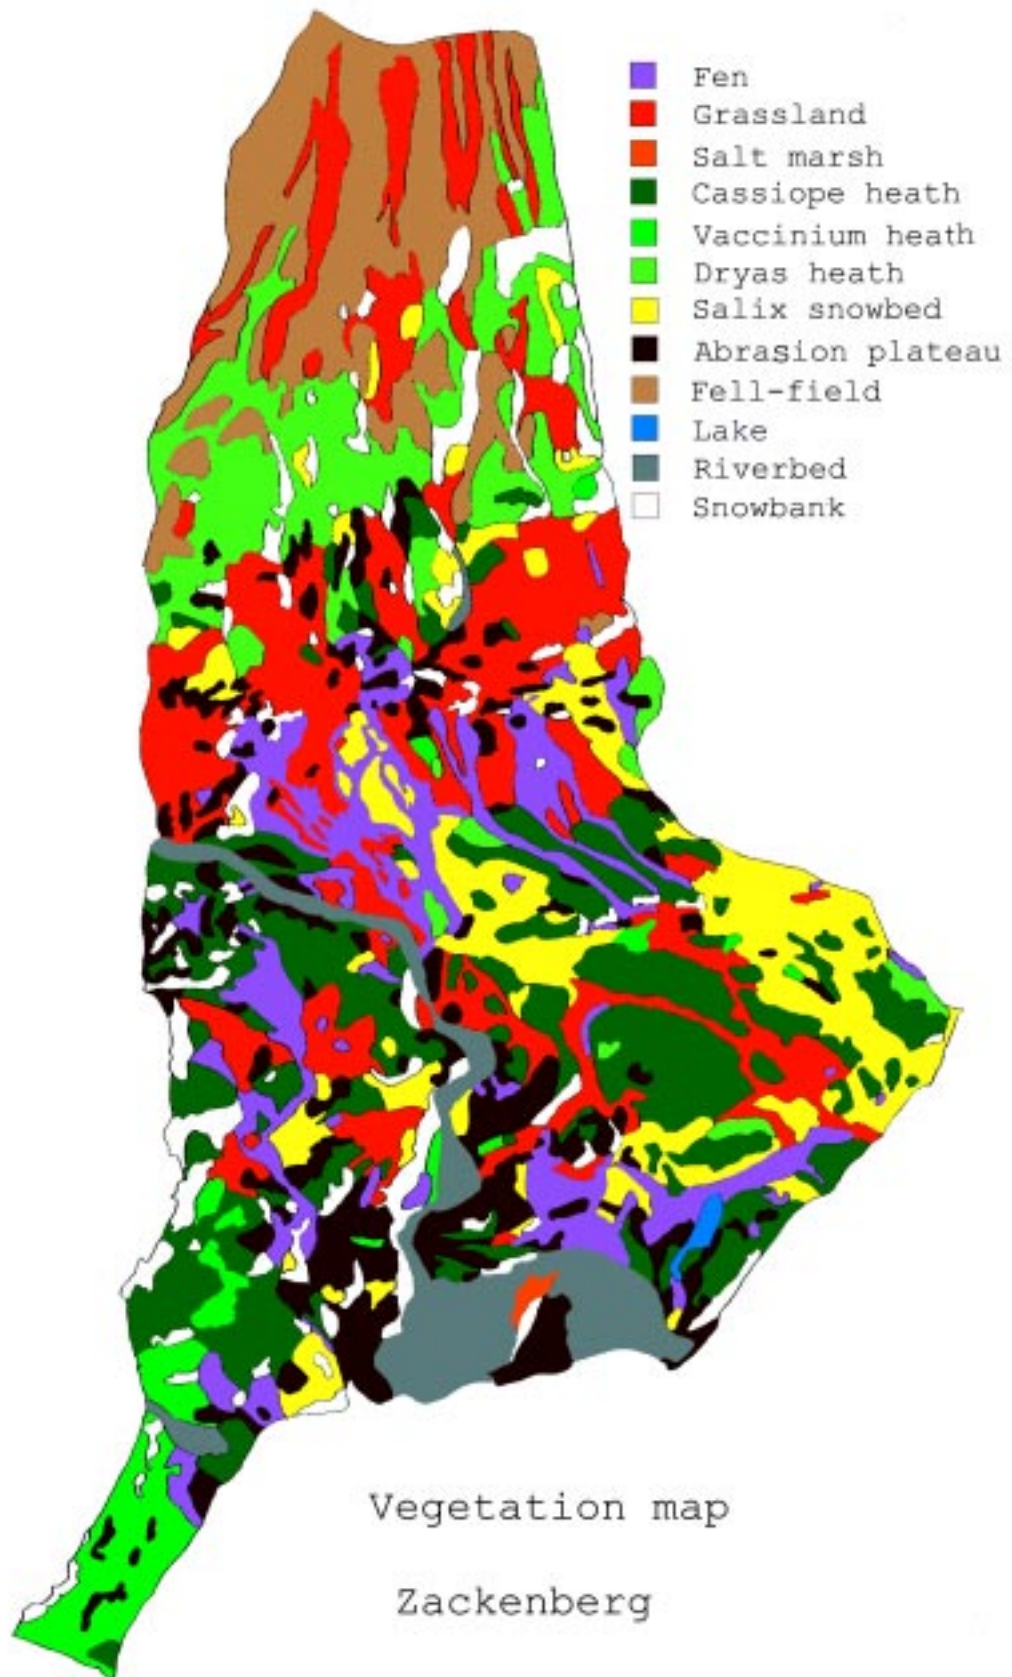 Fen
Grassland
Salt marsh
Cassiope heath
Vaccinium heath
Dryas heath
Salix snowbed
Abrasion plateau
Fell-field
Lake
Riverbed
Snowbank
Vegetation map
Zackenberg